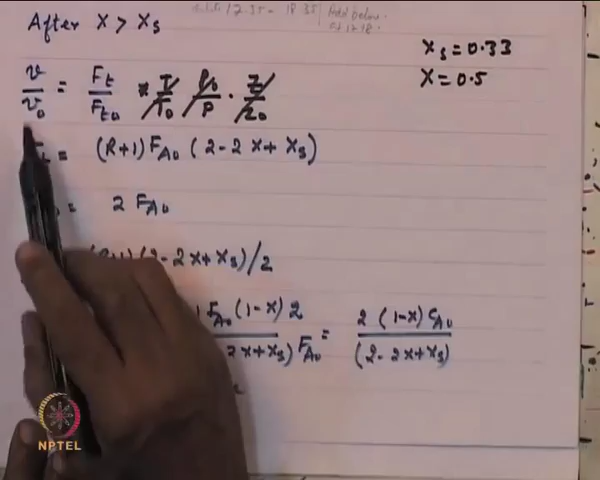 After X > Xs
Xs = 0.33
X = 0.5
v/v0 = Ft/Ft0 * T/T0 P0/P · Z/Z0
Ft = (R+1) FA0 (2 - 2X + Xs)
= 2 FA0
(2 - 2X + Xs)/2
FA0 (1-X) 2 / 2X + Xs) FA0 = 2 (1-X) CA0 / (2 - 2X + Xs)
NPTEL